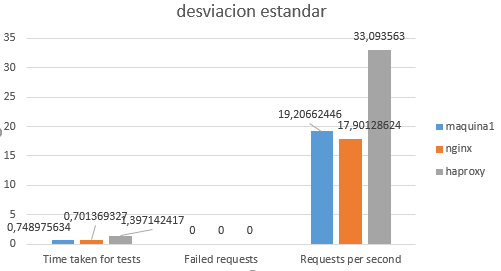 desviacion estandar
35
30
25
20
15
10
5
0
0,748975634
0,701369327
1,397142417
0
0
0
19,20662446
17,90128624
33,093563
Time taken for tests
Failed requests
Requests per second
maquina1
nginx
haproxy